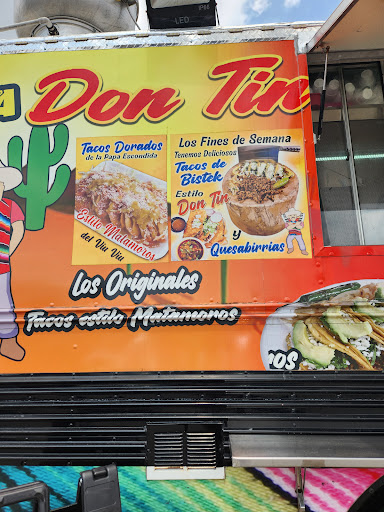 Don Tin
Tacos Dorados
de la Papa Escondida
Estilo Matamoros
del Viu Viu
Los Fines de Semana
Tenemos Deliciosos
Tacos de
Bistek
Estilo
Don Tin
y
Quesabirrias
Los Originales
Tacos estilo Matamoros
LED